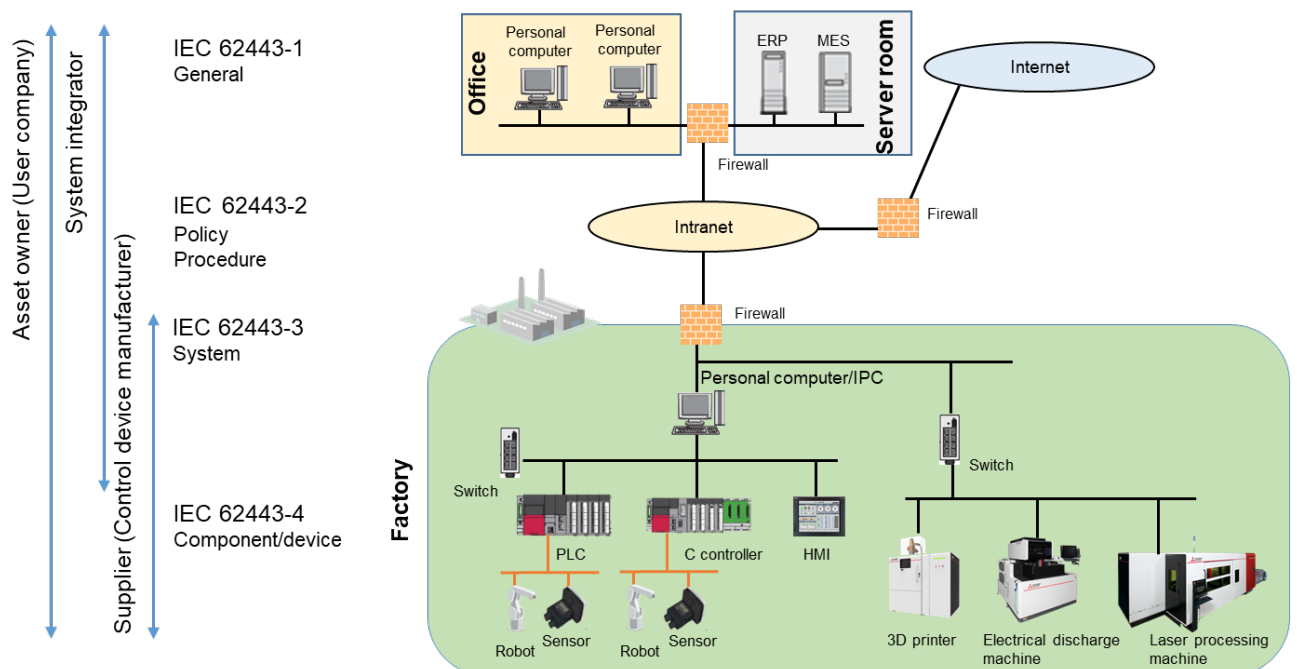 Asset owner (User company)
System integrator
Supplier (Control device manufacturer)
IEC 62443-1
General
IEC 62443-2
Policy
Procedure
IEC 62443-3
System
IEC 62443-4
Component/device
Office
Personal
computer
Personal
computer
ERP
MES
Server room
Internet
Firewall
Firewall
Intranet
Firewall
Factory
Personal computer/IPC
Switch
Switch
PLC
C controller
HMI
Robot
Sensor
Robot
Sensor
3D printer
Electrical discharge
machine
Laser processing
machine